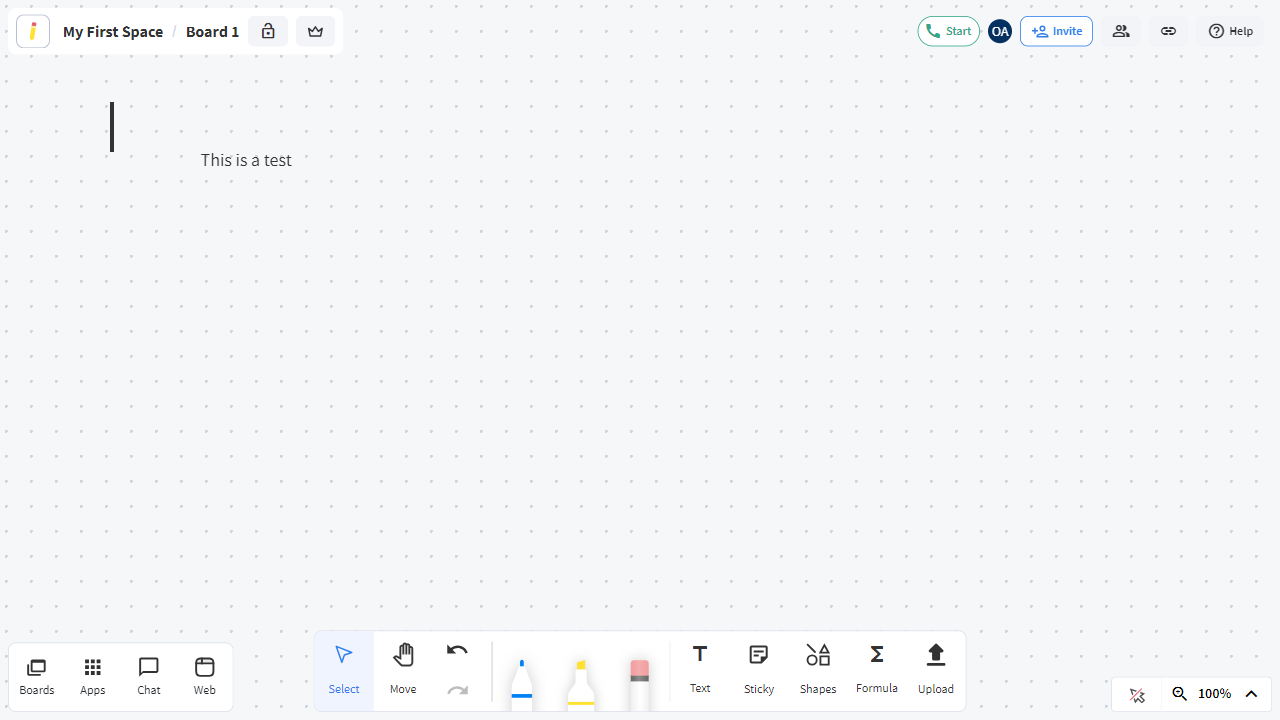 My First Space / Board 1
Start
OA
Invite
Help
This is a test
Boards
Apps
Chat
Web
Select
Move
T
Text
Sticky
Shapes
Σ
Formula
Upload
100%